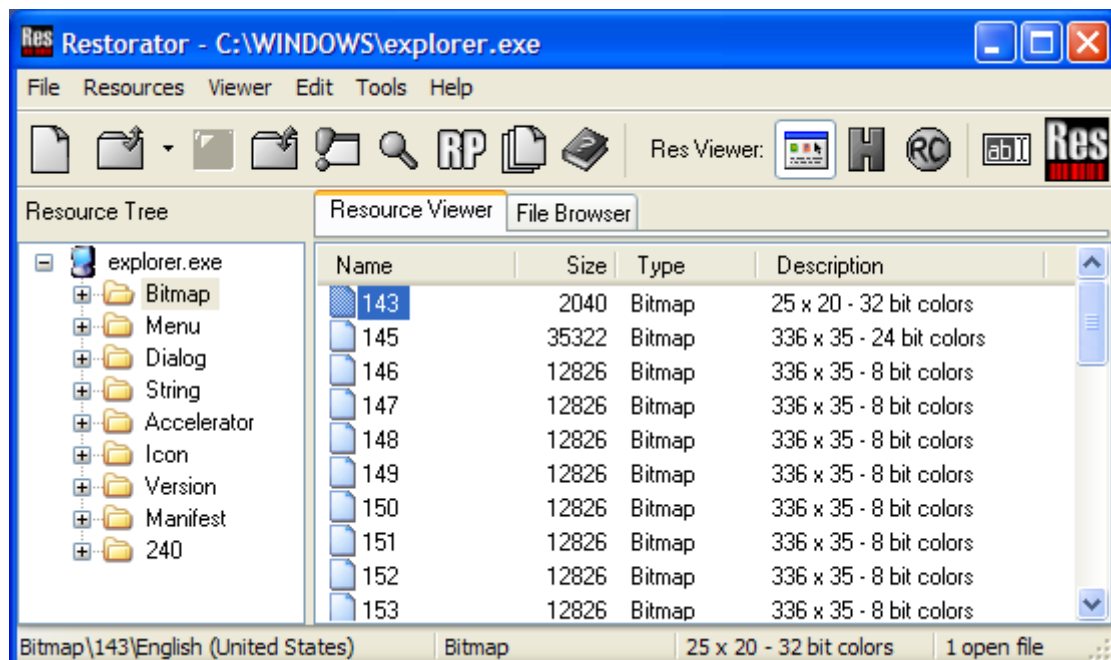 Res Restorator - C:\WINDOWS\explorer.exe
File Resources Viewer Edit Tools Help
RP Res Viewer: H RC ab Res
Resource Tree Resource Viewer File Browser
explorer.exe Name Size Type Description
Bitmap 143 2040 Bitmap 25 x 20 - 32 bit colors
Menu 145 35322 Bitmap 336 x 35 - 24 bit colors
Dialog 146 12826 Bitmap 336 x 35 - 8 bit colors
String 147 12826 Bitmap 336 x 35 - 8 bit colors
Accelerator 148 12826 Bitmap 336 x 35 - 8 bit colors
Icon 149 12826 Bitmap 336 x 35 - 8 bit colors
Version 150 12826 Bitmap 336 x 35 - 8 bit colors
Manifest 151 12826 Bitmap 336 x 35 - 8 bit colors
240 152 12826 Bitmap 336 x 35 - 8 bit colors
153 12826 Bitmap 336 x 35 - 8 bit colors
Bitmap\143\English (United States) Bitmap 25 x 20 - 32 bit colors 1 open file